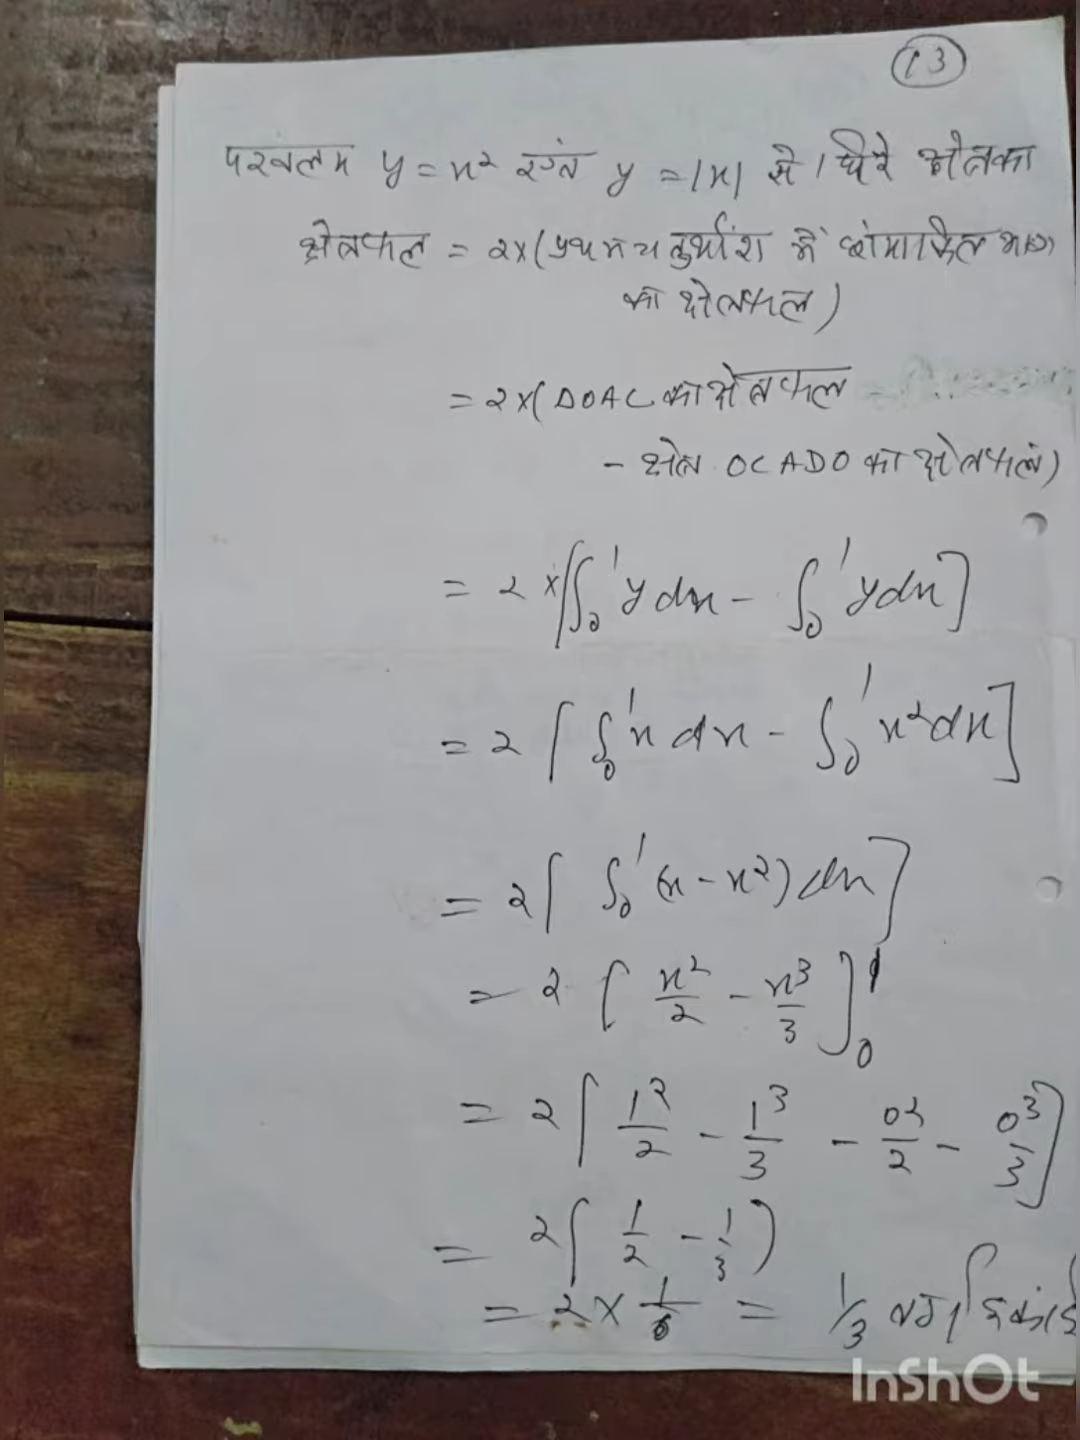 13
परवलय y = x² एवं y = |x| से घिरे क्षेत्र का
क्षेत्रफल = 2×(प्रथम चतुर्थांश में छायांकित भाग
का क्षेत्रफल)
= 2×(ΔOAC का क्षेत्रफल
- क्षेत्र OCADO का क्षेत्रफल)
= 2×[∫₀¹ y dx - ∫₀¹ y dx]
= 2[∫₀¹ x dx - ∫₀¹ x² dx]
= 2[∫₀¹ (x - x²) dx]
= 2[x²/2 - x³/3]₀¹
= 2[1²/2 - 1³/3 - 0²/2 - 0³/3]
= 2[1/2 - 1/3)
= 2 × 1/6 = 1/3 वर्ग इकाई
InShOt